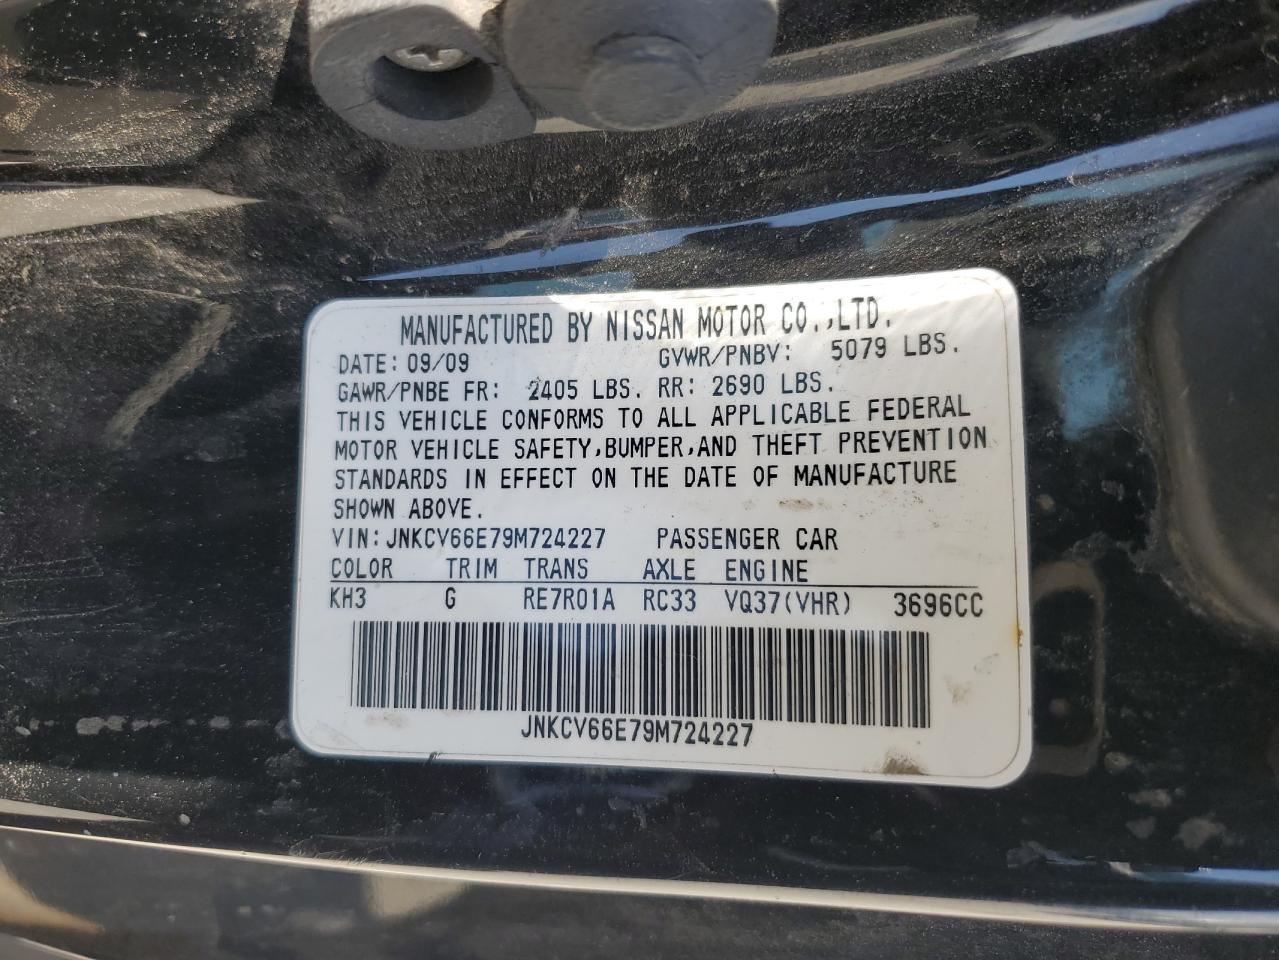 MANUFACTURED BY NISSAN MOTOR CO.,LTD.
DATE: 09/09 GVWR/PNBV: 5079 LBS.
GAWR/PNBE FR: 2405 LBS. RR: 2690 LBS.
THIS VEHICLE CONFORMS TO ALL APPLICABLE FEDERAL
MOTOR VEHICLE SAFETY,BUMPER,AND THEFT PREVENTION
STANDARDS IN EFFECT ON THE DATE OF MANUFACTURE
SHOWN ABOVE.
VIN: JNKCV66E79M724227 PASSENGER CAR
COLOR TRIM TRANS AXLE ENGINE
KH3 G RE7R01A RC33 VQ37(VHR) 3696CC
JNKCV66E79M724227